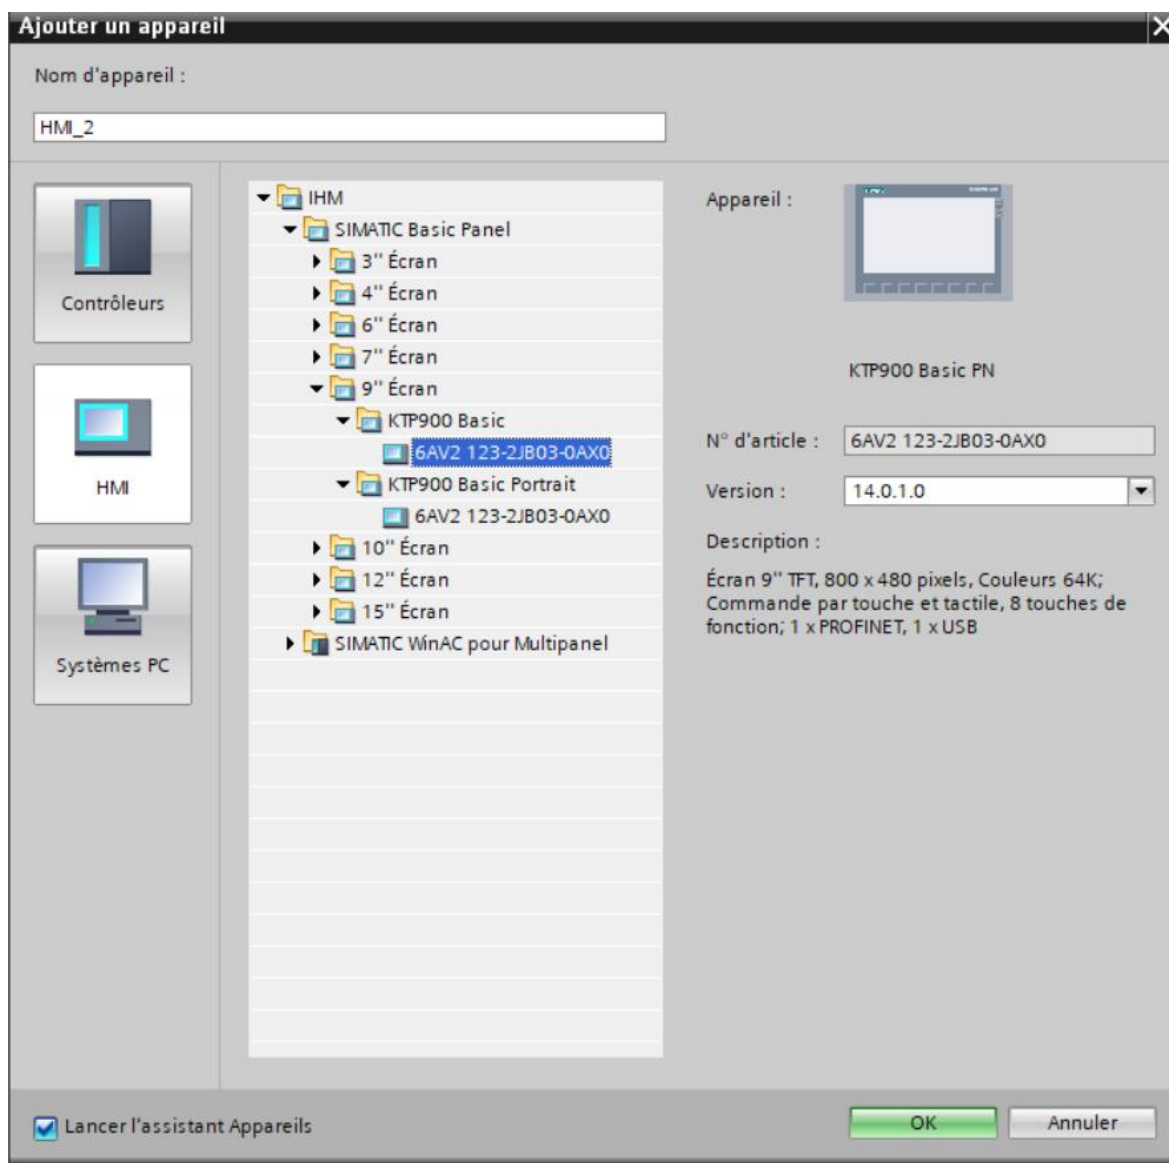 Ajouter un appareil
Nom d'appareil :
HMI_2
Contrôleurs
HMI
Systèmes PC
IHM
SIMATIC Basic Panel
3'' Écran
4'' Écran
6'' Écran
7'' Écran
9'' Écran
KTP900 Basic
6AV2 123-2JB03-0AX0
KTP900 Basic Portrait
6AV2 123-2JB03-0AX0
10'' Écran
12'' Écran
15'' Écran
SIMATIC WinAC pour Multipanel
Appareil :
KTP900 Basic PN
N° d'article : 6AV2 123-2JB03-0AX0
Version : 14.0.1.0
Description :
Écran 9'' TFT, 800 x 480 pixels, Couleurs 64K;
Commande par touche et tactile, 8 touches de
fonction; 1 x PROFINET, 1 x USB
Lancer l'assistant Appareils
OK Annuler